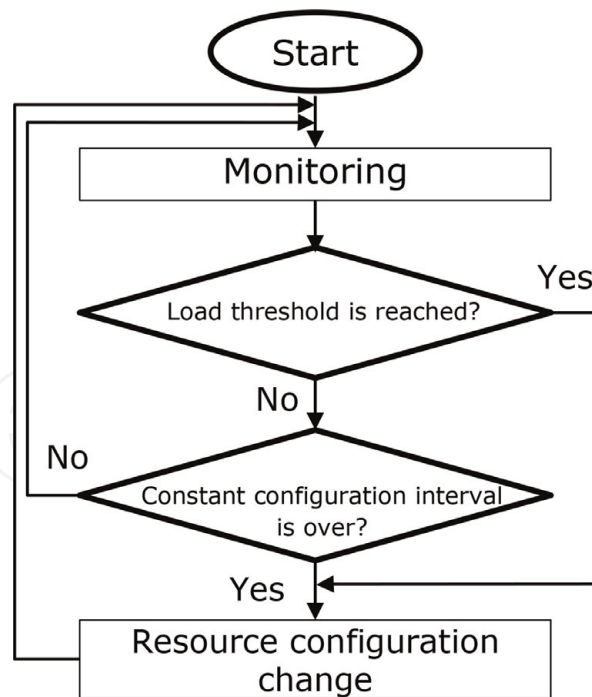 Start
Monitoring
Load threshold is reached?
Yes
No
No
Constant configuration interval
is over?
Yes
Resource configuration
change